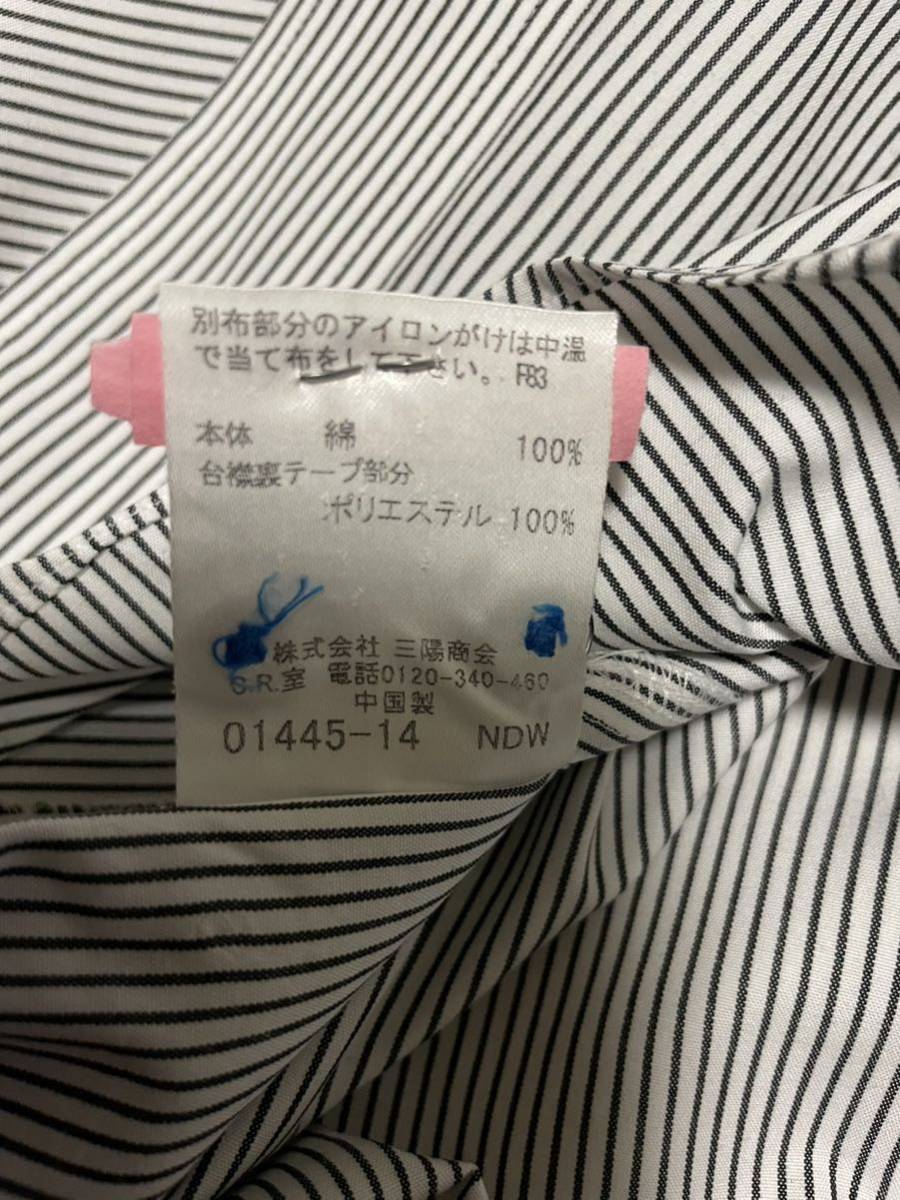 別布部分のアイロンがけは中温
で当て布をして下さい。F83
本体 綿 100%
台襟裏テープ部分
ポリエステル 100%
株式会社 三陽商会
S.R.室 電話0120-340-460
中国製
01445-14 NDW